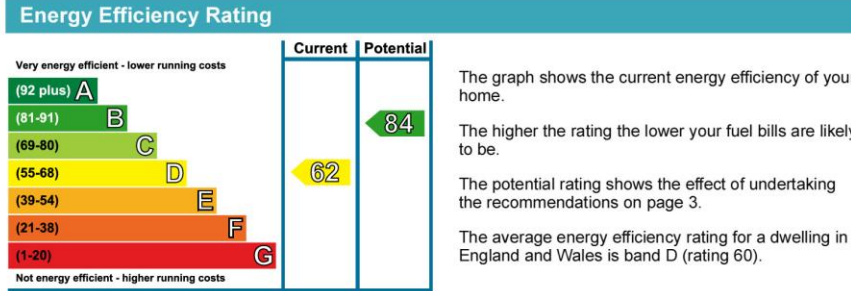 Energy Efficiency Rating
Current Potential
Very energy efficient - lower running costs
(92 plus) A
(81-91) B
84
(69-80) C
(55-68) D
62
(39-54) E
(21-38) F
(1-20) G
Not energy efficient - higher running costs
The graph shows the current energy efficiency of your
home.
The higher the rating the lower your fuel bills are likely
to be.
The potential rating shows the effect of undertaking
the recommendations on page 3.
The average energy efficiency rating for a dwelling in
England and Wales is band D (rating 60).